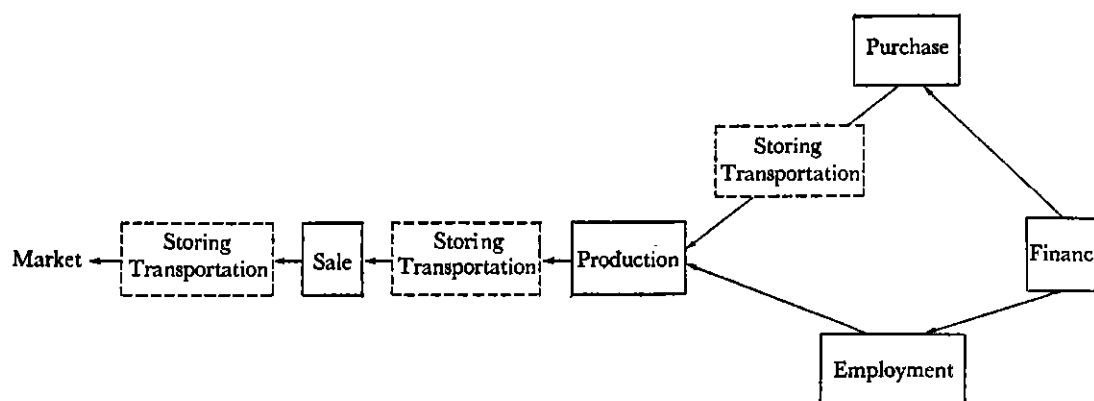 Purchase
Storing
Transportation
Market
Storing
Transportation
Sale
Storing
Transportation
Production
Financ
Employment